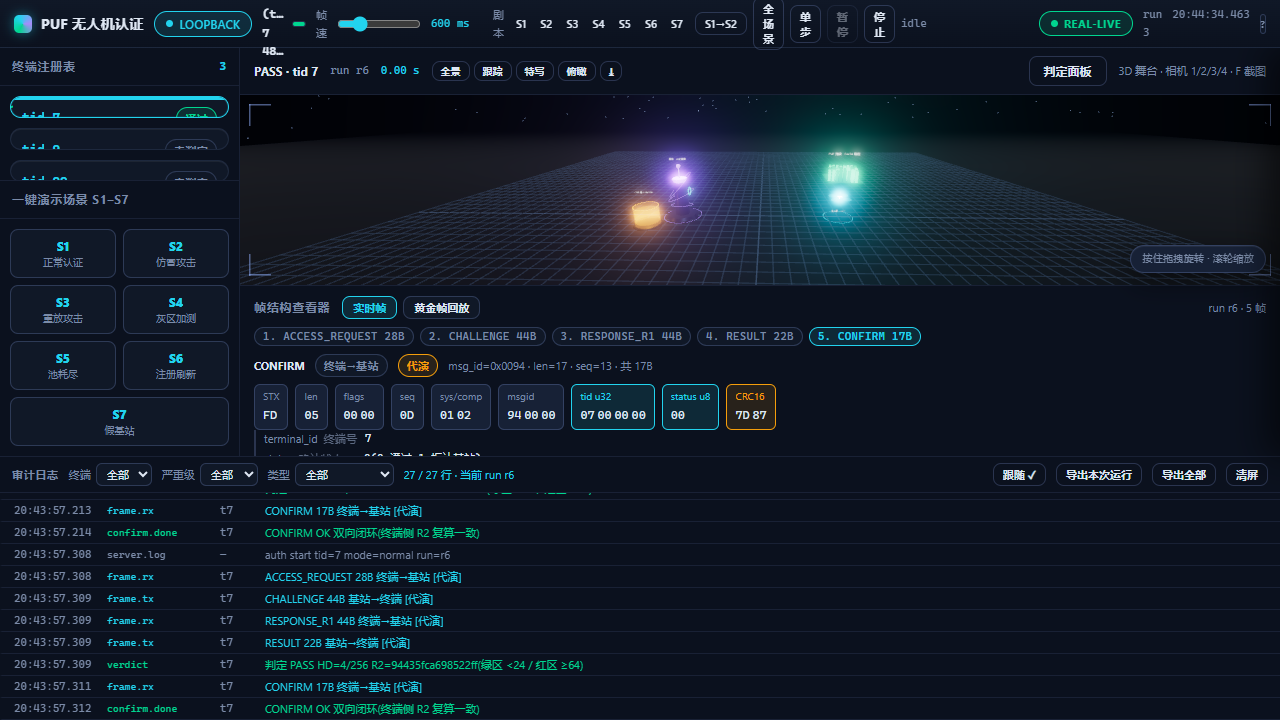 PUF 无人机认证
LOOPBACK
(t…
7
48…
帧速
600 ms
剧本
S1 S2 S3 S4 S5 S6 S7
S1→S2
全场景
单步
暂停
停止
idle
REAL-LIVE
run 20:44:34.463
3
?
终端注册表 3
tid 7
S1
正常认证
S2
仿冒攻击
S3
重放攻击
S4
灰区加测
S5
池耗尽
S6
注册刷新
S7
假基站
一键演示场景 S1–S7
PASS · tid 7 run r6 0.00 s
全景 跟踪 特写 俯瞰 ⤓
判定面板
3D 舞台 · 相机 1/2/3/4 · F 截图
按住拖拽旋转 · 滚轮缩放
帧结构查看器 实时帧 黄金帧回放 run r6 · 5 帧
1. ACCESS_REQUEST 28B
2. CHALLENGE 44B
3. RESPONSE_R1 44B
4. RESULT 22B
5. CONFIRM 17B
CONFIRM 终端→基站 代演 msg_id=0x0094 · len=17 · seq=13 · 共 17B
STX len flags seq sys/comp msgid tid u32 status u8 CRC16
FD 05 00 00 0D 01 02 94 00 00 07 00 00 00 00 7D 87
terminal_id 终端号 7
审计日志 终端 全部 严重级 全部 类型 全部 27 / 27 行 · 当前 run r6
跟随 ✓ 导出本次运行 导出全部 清屏
20:43:57.213 frame.rx t7 CONFIRM 17B 终端→基站 [代演]
20:43:57.214 confirm.done t7 CONFIRM OK 双向闭环(终端侧 R2 复算一致)
20:43:57.308 server.log — auth start tid=7 mode=normal run=r6
20:43:57.308 frame.rx t7 ACCESS_REQUEST 28B 终端→基站 [代演]
20:43:57.309 frame.tx t7 CHALLENGE 44B 基站→终端 [代演]
20:43:57.309 frame.rx t7 RESPONSE_R1 44B 终端→基站 [代演]
20:43:57.309 frame.tx t7 RESULT 22B 基站→终端 [代演]
20:43:57.309 verdict t7 判定 PASS HD=4/256 R2=94435fca698522ff(绿区 <24 / 红区 ≥64)
20:43:57.311 frame.rx t7 CONFIRM 17B 终端→基站 [代演]
20:43:57.312 confirm.done t7 CONFIRM OK 双向闭环(终端侧 R2 复算一致)